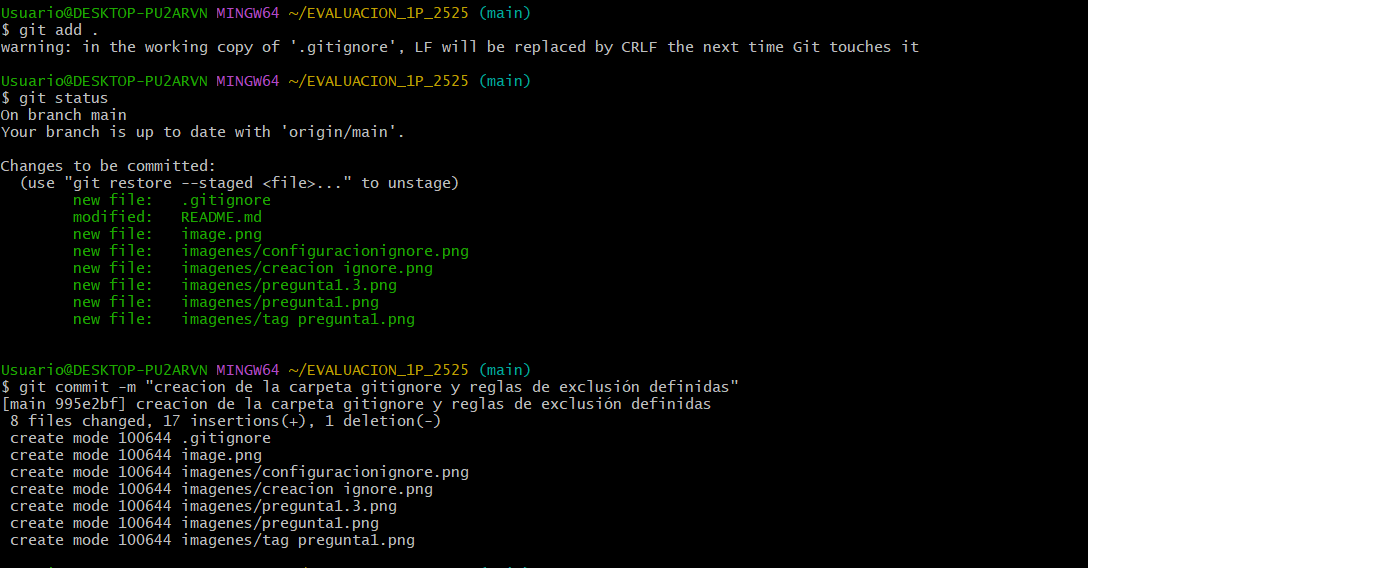 Usuario@DESKTOP-PU2ARVN MINGW64 ~/EVALUACION_1P_2525 (main)
$ git add .
warning: in the working copy of '.gitignore', LF will be replaced by CRLF the next time Git touches it
Usuario@DESKTOP-PU2ARVN MINGW64 ~/EVALUACION_1P_2525 (main)
$ git status
On branch main
Your branch is up to date with 'origin/main'.
Changes to be committed:
  (use "git restore --staged <file>..." to unstage)
        new file:   .gitignore
        modified:   README.md
        new file:   image.png
        new file:   imagenes/configuracionignore.png
        new file:   imagenes/creacion ignore.png
        new file:   imagenes/pregunta1.3.png
        new file:   imagenes/pregunta1.png
        new file:   imagenes/tag pregunta1.png
Usuario@DESKTOP-PU2ARVN MINGW64 ~/EVALUACION_1P_2525 (main)
$ git commit -m "creacion de la carpeta gitignore y reglas de exclusión definidas"
[main 995e2bf] creacion de la carpeta gitignore y reglas de exclusión definidas
 8 files changed, 17 insertions(+), 1 deletion(-)
 create mode 100644 .gitignore
 create mode 100644 image.png
 create mode 100644 imagenes/configuracionignore.png
 create mode 100644 imagenes/creacion ignore.png
 create mode 100644 imagenes/pregunta1.3.png
 create mode 100644 imagenes/pregunta1.png
 create mode 100644 imagenes/tag pregunta1.png